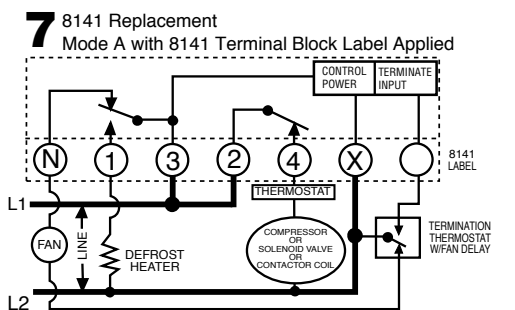 7 8141 Replacement
Mode A with 8141 Terminal Block Label Applied
CONTROL
POWER
TERMINATE
INPUT
N 1 3 2 4 X
8141
LABEL
THERMOSTAT
L1
FAN
LINE
DEFROST
HEATER
COMPRESSOR
OR
SOLENOID VALVE
OR
CONTACTOR COIL
TERMINATION
THERMOSTAT
W/FAN DELAY
L2